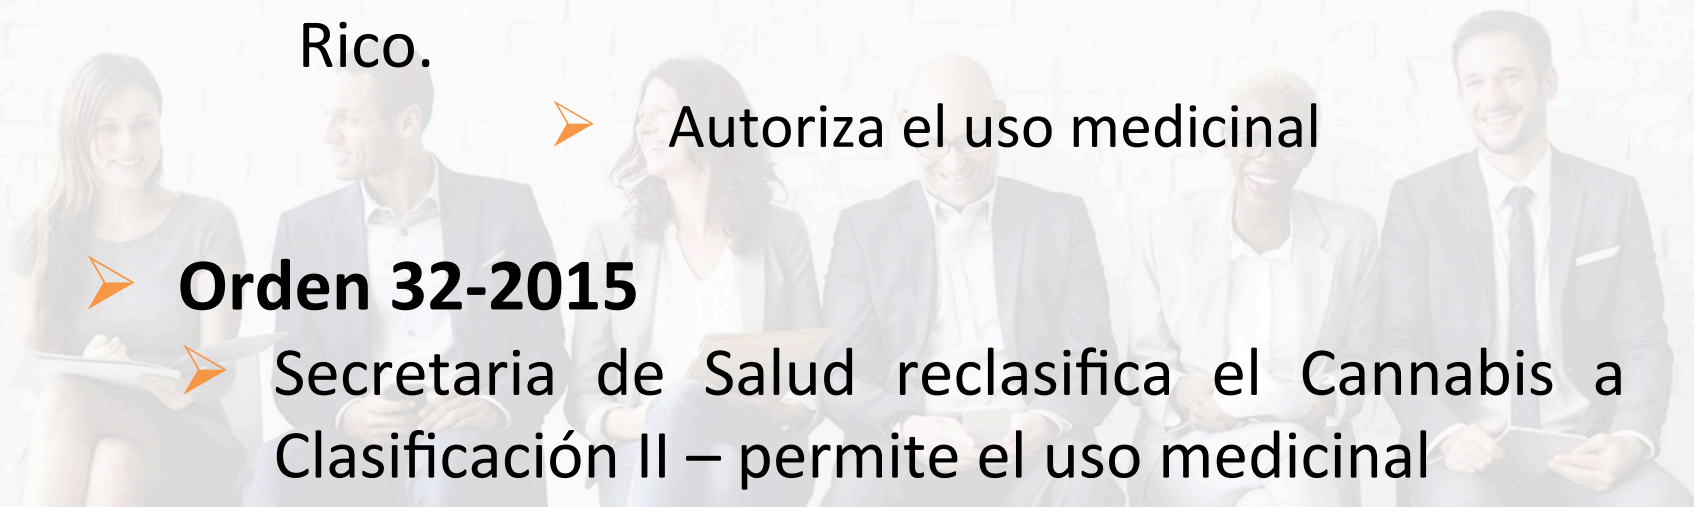 Rico.
Autoriza el uso medicinal
Orden 32-2015
Secretaria de Salud reclasifica el Cannabis a
Clasificación II – permite el uso medicinal